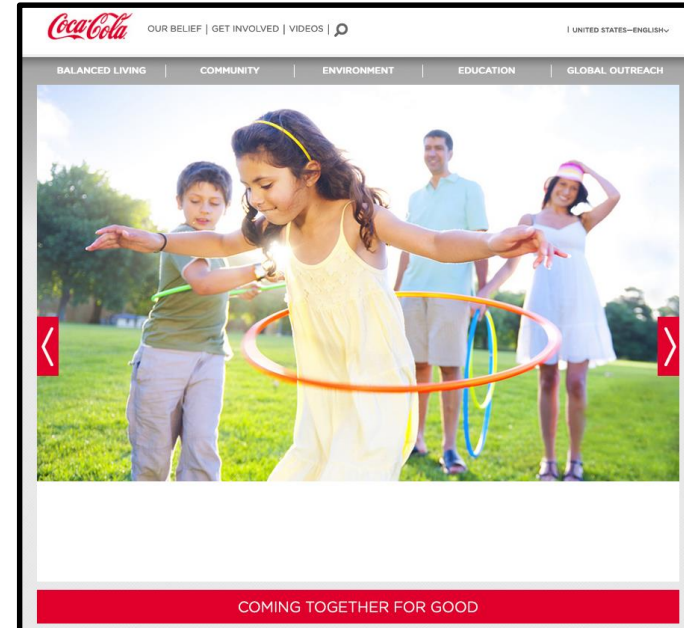 Coca-Cola OUR BELIEF | GET INVOLVED | VIDEOS | | UNITED STATES—ENGLISH
BALANCED LIVING | COMMUNITY | ENVIRONMENT | EDUCATION | GLOBAL OUTREACH
COMING TOGETHER FOR GOOD